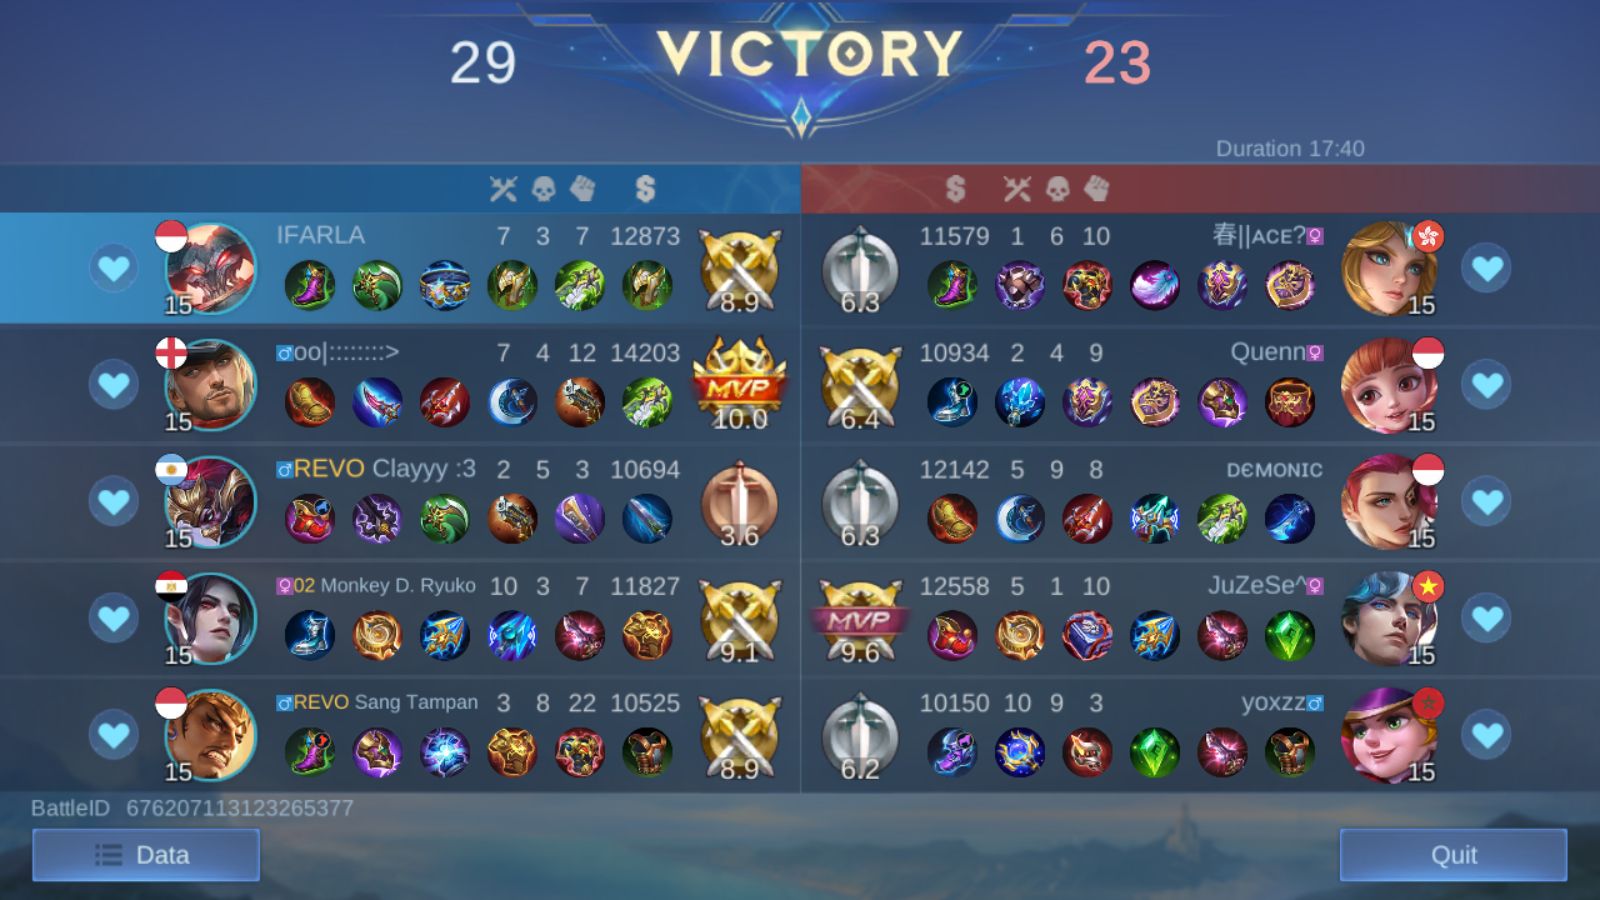 29 VICTORY 23
Duration 17:40
IFARLA 7 3 7 12873
15 8.9
11579 1 6 10 春||ᴀᴄᴇ?♀
6.3 15
♂oo|::::::::> 7 4 12 14203
15 MVP 10.0
10934 2 4 9 Quenn♀
6.4 15
♂REVO Clayyy :3 2 5 3 10694
15 3.6
12142 5 9 8 ᴅЄᴍᴏɴɪᴄ
6.3 15
♀02 Monkey D. Ryuko 10 3 7 11827
15 9.1
12558 5 1 10 JuZeSe^♀
MVP 9.6 15
♂REVO Sang Tampan 3 8 22 10525
15 8.9
10150 10 9 3 yoxzz♂
6.2 15
BattleID 676207113123265377
Data
Quit